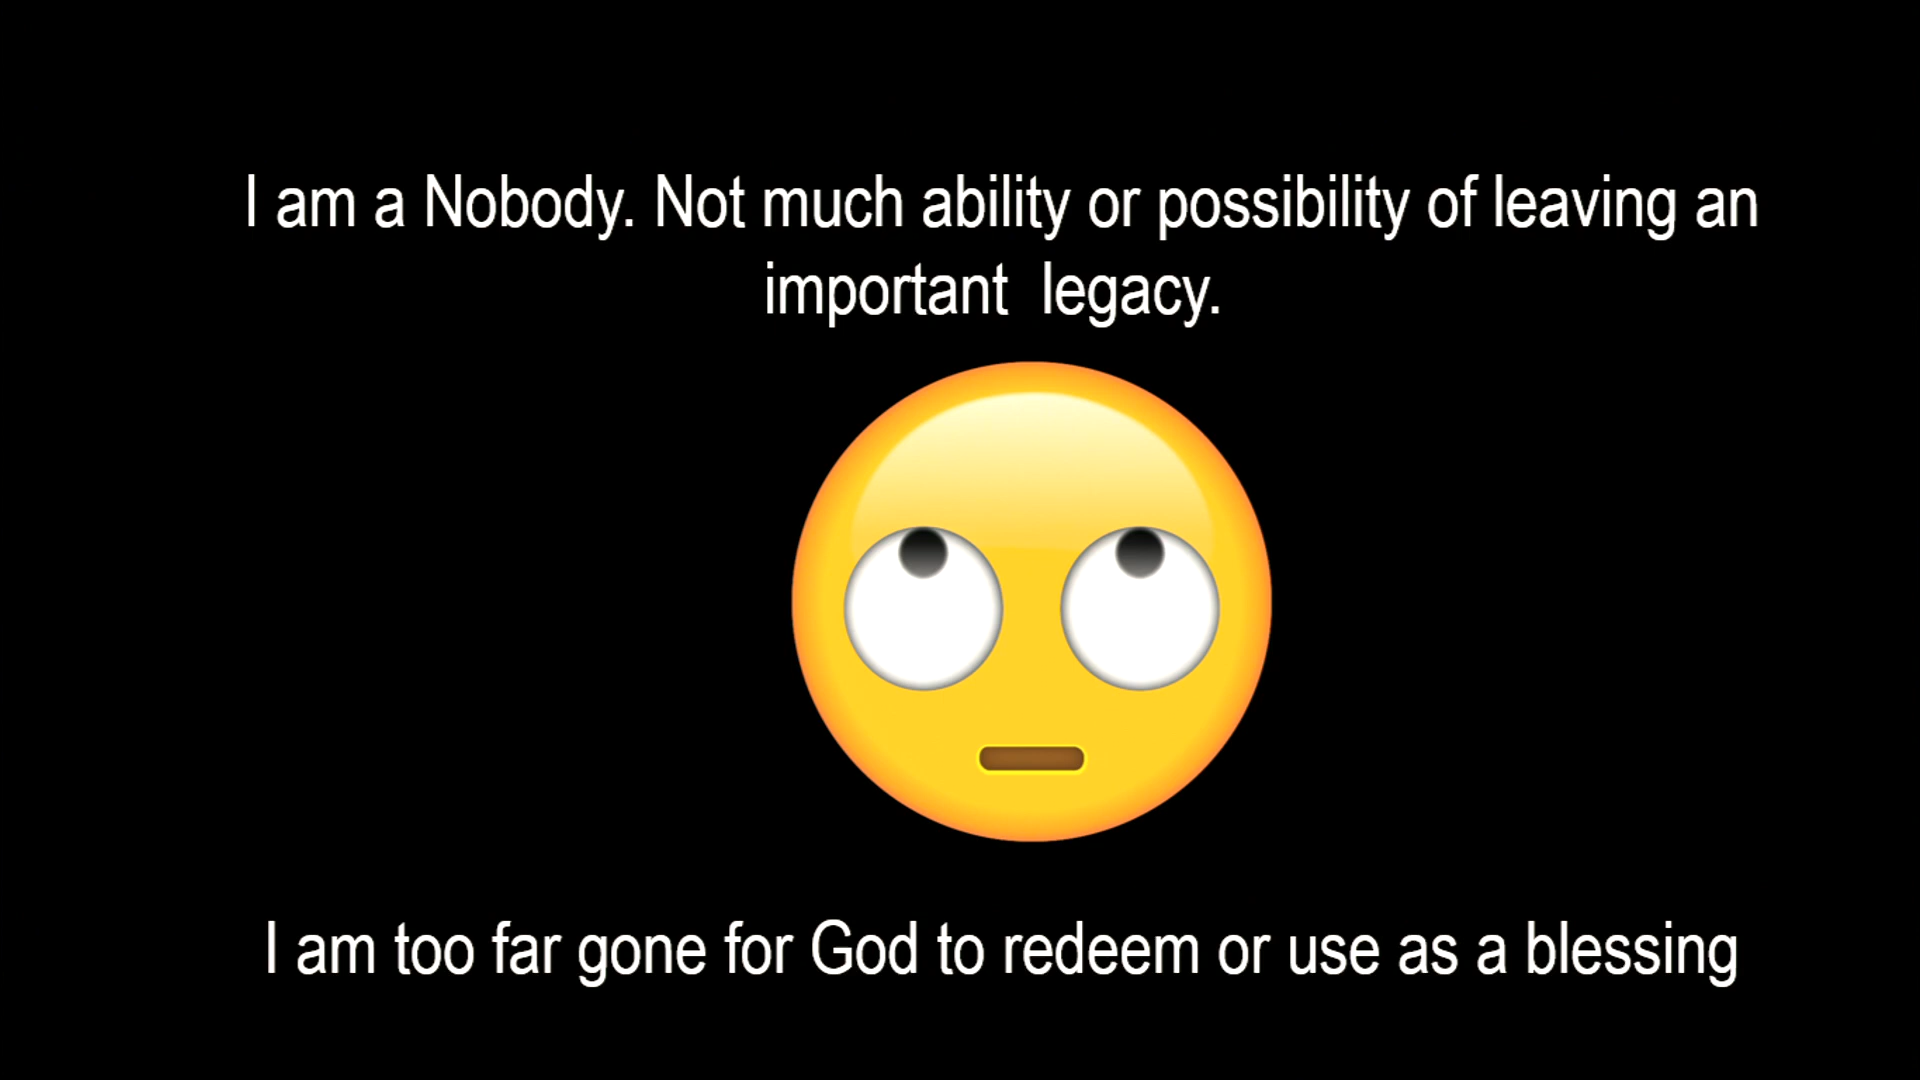 I am a Nobody. Not much ability or possibility of leaving an
important  legacy.
I am too far gone for God to redeem or use as a blessing